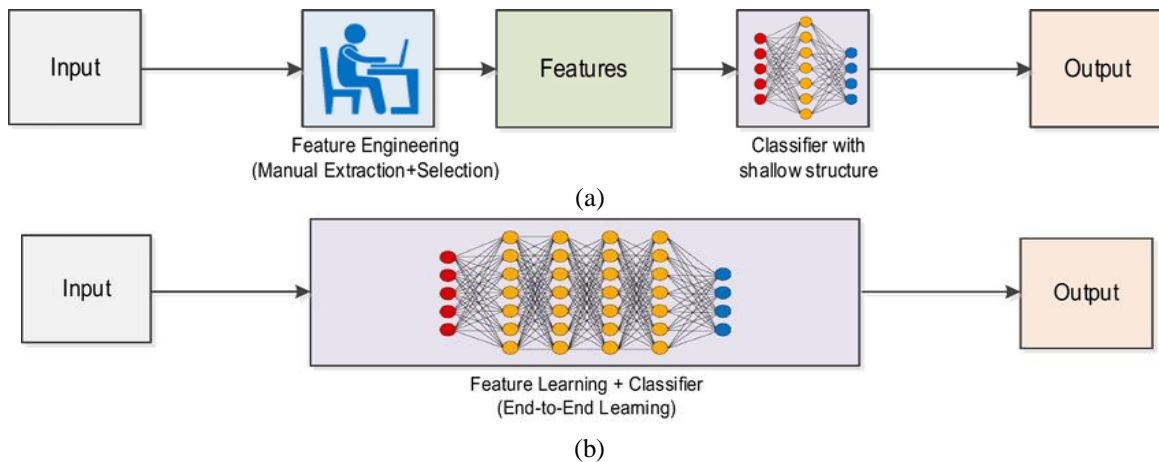 Input
Features
Output
Feature Engineering
(Manual Extraction+Selection)
Classifier with
shallow structure
(a)
Input
Output
Feature Learning + Classifier
(End-to-End Learning)
(b)